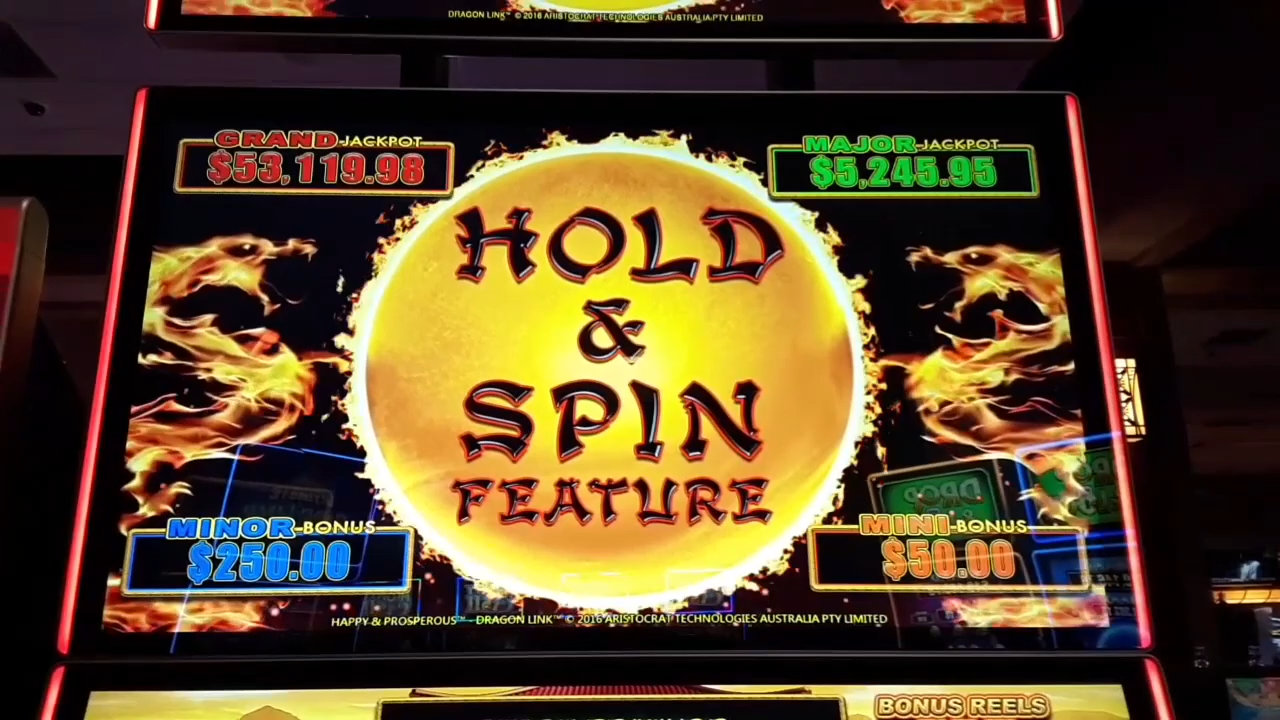 DRAGON LINK™ © 2016 ARISTOCRAT TECHNOLOGIES AUSTRALIA PTY LIMITED
GRAND JACKPOT
$53,119.98
MAJOR JACKPOT
$5,245.95
HOLD
&
SPIN
FEATURE
MINOR BONUS
$250.00
MINI BONUS
$50.00
HAPPY & PROSPEROUS™ - DRAGON LINK™ © 2016 ARISTOCRAT TECHNOLOGIES AUSTRALIA PTY LIMITED
BONUS REELS